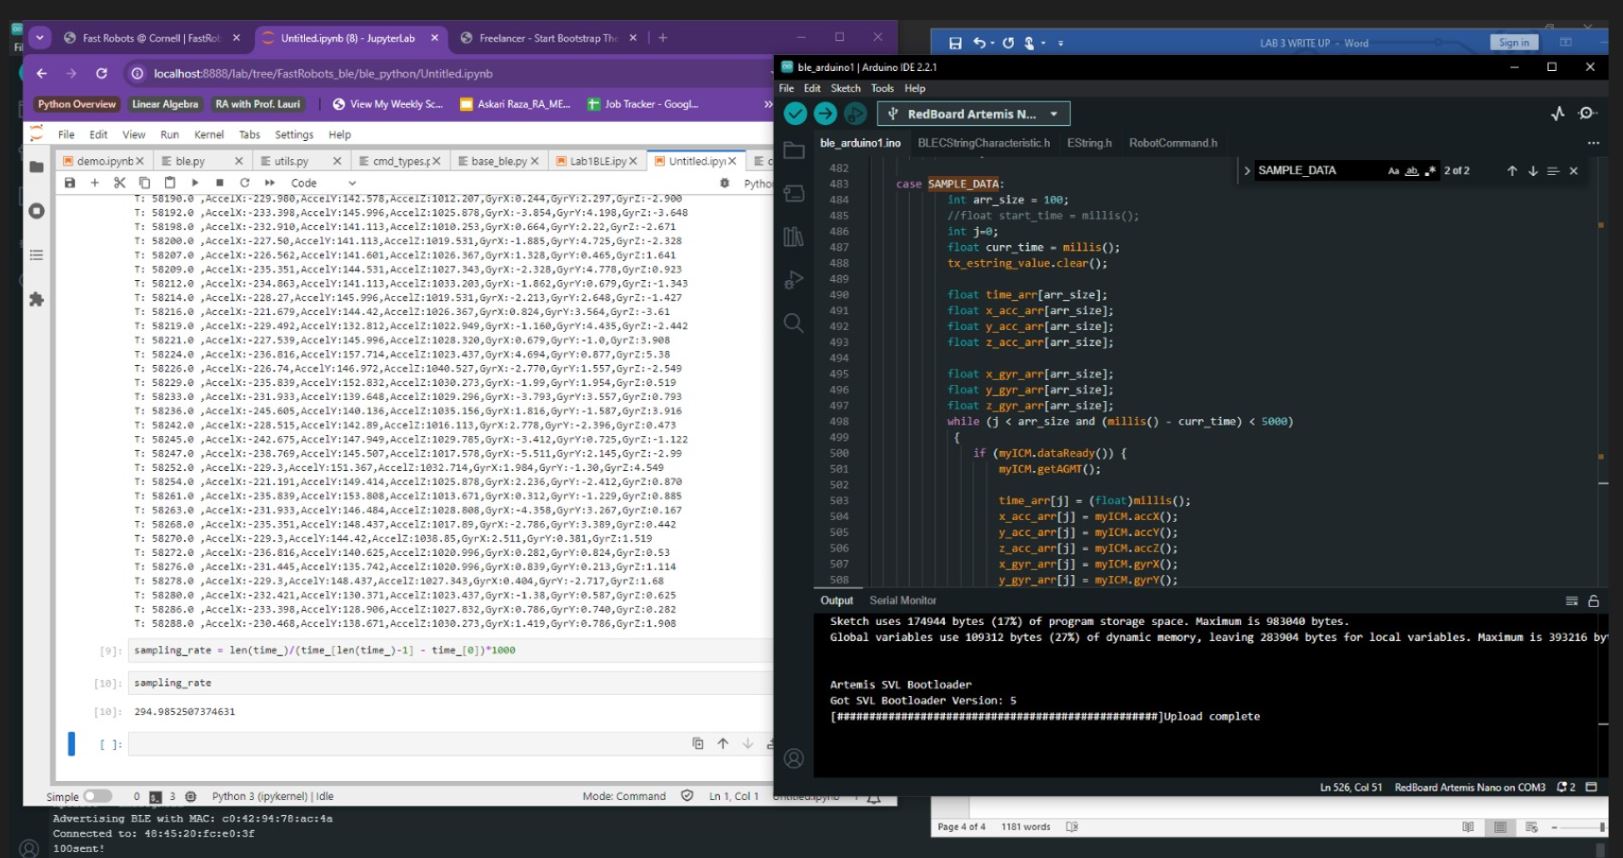 Fast Robots @ Cornell | FastRo
Untitled.ipynb (8) - JupyterLab
Freelancer - Start Bootstrap The
localhost:8888/lab/tree/FastRobots_ble/ble_python/Untitled.ipynb
Python Overview
Linear Algebra
RA with Prof. Lauri
View My Weekly Sc...
Askari Raza_RA_ME...
Job Tracker - Googl...
File Edit View Run Kernel Tabs Settings Help
demo.ipynb
ble.py
utils.py
cmd_types.p
base_ble.py
Lab1BLE.ipy
Untitled.ipyn
Code
Pytho
T: 58190.0 ,AccelX:-229.980,AccelY:142.578,AccelZ:1012.207,GyrX:0.244,GyrY:2.297,GyrZ:-2.900
T: 58192.0 ,AccelX:-233.398,AccelY:145.996,AccelZ:1025.878,GyrX:-3.854,GyrY:4.198,GyrZ:-3.648
T: 58198.0 ,AccelX:-232.910,AccelY:141.113,AccelZ:1010.253,GyrX:0.664,GyrY:2.22,GyrZ:-2.671
T: 58200.0 ,AccelX:-227.50,AccelY:141.113,AccelZ:1019.531,GyrX:-1.885,GyrY:4.725,GyrZ:-2.328
T: 58207.0 ,AccelX:-226.562,AccelY:141.601,AccelZ:1026.367,GyrX:1.328,GyrY:0.465,GyrZ:1.641
T: 58209.0 ,AccelX:-235.351,AccelY:144.531,AccelZ:1027.343,GyrX:-2.328,GyrY:4.778,GyrZ:0.923
T: 58212.0 ,AccelX:-234.863,AccelY:141.113,AccelZ:1033.203,GyrX:-1.862,GyrY:0.679,GyrZ:-1.343
T: 58214.0 ,AccelX:-228.27,AccelY:145.996,AccelZ:1019.531,GyrX:-2.213,GyrY:2.648,GyrZ:-1.427
T: 58216.0 ,AccelX:-221.679,AccelY:144.42,AccelZ:1026.367,GyrX:0.824,GyrY:3.564,GyrZ:-3.61
T: 58219.0 ,AccelX:-229.492,AccelY:132.812,AccelZ:1022.949,GyrX:-1.160,GyrY:4.435,GyrZ:-2.442
T: 58221.0 ,AccelX:-227.539,AccelY:145.996,AccelZ:1028.320,GyrX:0.679,GyrY:-1.0,GyrZ:3.908
T: 58224.0 ,AccelX:-236.816,AccelY:157.714,AccelZ:1023.437,GyrX:4.694,GyrY:0.877,GyrZ:5.38
T: 58226.0 ,AccelX:-226.74,AccelY:146.972,AccelZ:1040.527,GyrX:-2.770,GyrY:1.557,GyrZ:-2.549
T: 58229.0 ,AccelX:-235.839,AccelY:152.832,AccelZ:1030.273,GyrX:-1.99,GyrY:1.954,GyrZ:0.519
T: 58233.0 ,AccelX:-231.933,AccelY:139.648,AccelZ:1029.296,GyrX:-3.793,GyrY:3.557,GyrZ:0.793
T: 58236.0 ,AccelX:-245.605,AccelY:140.136,AccelZ:1035.156,GyrX:1.816,GyrY:-1.587,GyrZ:3.916
T: 58242.0 ,AccelX:-228.515,AccelY:142.89,AccelZ:1016.113,GyrX:2.778,GyrY:-2.396,GyrZ:0.473
T: 58245.0 ,AccelX:-242.675,AccelY:147.949,AccelZ:1029.785,GyrX:-3.412,GyrY:0.725,GyrZ:-1.122
T: 58247.0 ,AccelX:-238.769,AccelY:145.507,AccelZ:1017.578,GyrX:-5.511,GyrY:2.145,GyrZ:-2.99
T: 58252.0 ,AccelX:-229.3,AccelY:151.367,AccelZ:1032.714,GyrX:1.984,GyrY:-1.30,GyrZ:4.549
T: 58254.0 ,AccelX:-221.191,AccelY:149.414,AccelZ:1025.878,GyrX:2.236,GyrY:-2.412,GyrZ:0.870
T: 58261.0 ,AccelX:-235.839,AccelY:153.808,AccelZ:1013.671,GyrX:0.312,GyrY:-1.229,GyrZ:0.885
T: 58263.0 ,AccelX:-231.933,AccelY:146.484,AccelZ:1028.808,GyrX:-4.358,GyrY:3.267,GyrZ:0.167
T: 58268.0 ,AccelX:-235.351,AccelY:148.437,AccelZ:1017.89,GyrX:-2.786,GyrY:3.389,GyrZ:0.442
T: 58270.0 ,AccelX:-229.3,AccelY:144.42,AccelZ:1038.85,GyrX:2.511,GyrY:0.381,GyrZ:1.519
T: 58272.0 ,AccelX:-236.816,AccelY:140.625,AccelZ:1020.996,GyrX:0.282,GyrY:0.824,GyrZ:0.53
T: 58276.0 ,AccelX:-231.445,AccelY:135.742,AccelZ:1020.996,GyrX:0.839,GyrY:0.213,GyrZ:1.114
T: 58278.0 ,AccelX:-229.3,AccelY:148.437,AccelZ:1027.343,GyrX:0.404,GyrY:-2.717,GyrZ:1.68
T: 58280.0 ,AccelX:-232.421,AccelY:130.371,AccelZ:1023.437,GyrX:-1.38,GyrY:0.587,GyrZ:0.625
T: 58286.0 ,AccelX:-233.398,AccelY:128.906,AccelZ:1027.832,GyrX:0.786,GyrY:0.740,GyrZ:0.282
T: 58288.0 ,AccelX:-230.468,AccelY:138.671,AccelZ:1030.273,GyrX:1.419,GyrY:0.786,GyrZ:1.908
[9]: sampling_rate = len(time_)/(time_[len(time_)-1] - time_[0])*1000
[10]: sampling_rate
[10]: 294.9852507374631
[ ]:
Simple 0 3 Python 3 (ipykernel) | Idle Mode: Command Ln 1, Col 1 Untitled.ipynb 1
Advertising BLE with MAC: c0:42:94:78:ac:4a
Connected to: 48:45:20:fc:e0:3f
100sent!
LAB 3 WRITE UP - Word
Sign in
ble_arduino1 | Arduino IDE 2.2.1
File Edit Sketch Tools Help
RedBoard Artemis N...
ble_arduino1.ino BLECStringCharacteristic.h EString.h RobotCommand.h
SAMPLE_DATA Aa ab 2 of 2
482
483 case SAMPLE_DATA:
484 int arr_size = 100;
485 //float start_time = millis();
486 int j=0;
487 float curr_time = millis();
488 tx_estring_value.clear();
489
490 float time_arr[arr_size];
491 float x_acc_arr[arr_size];
492 float y_acc_arr[arr_size];
493 float z_acc_arr[arr_size];
494
495 float x_gyr_arr[arr_size];
496 float y_gyr_arr[arr_size];
497 float z_gyr_arr[arr_size];
498 while (j < arr_size and (millis() - curr_time) < 5000)
499 {
500 if (myICM.dataReady()) {
501 myICM.getAGMT();
502
503 time_arr[j] = (float)millis();
504 x_acc_arr[j] = myICM.accX();
505 y_acc_arr[j] = myICM.accY();
506 z_acc_arr[j] = myICM.accZ();
507 x_gyr_arr[j] = myICM.gyrX();
508 y_gyr_arr[j] = myICM.gyrY();
Output Serial Monitor
Sketch uses 174944 bytes (17%) of program storage space. Maximum is 983040 bytes.
Global variables use 109312 bytes (27%) of dynamic memory, leaving 283904 bytes for local variables. Maximum is 393216 by
Artemis SVL Bootloader
Got SVL Bootloader Version: 5
[##################################################]Upload complete
Ln 526, Col 51 RedBoard Artemis Nano on COM3 2
Page 4 of 4 1181 words